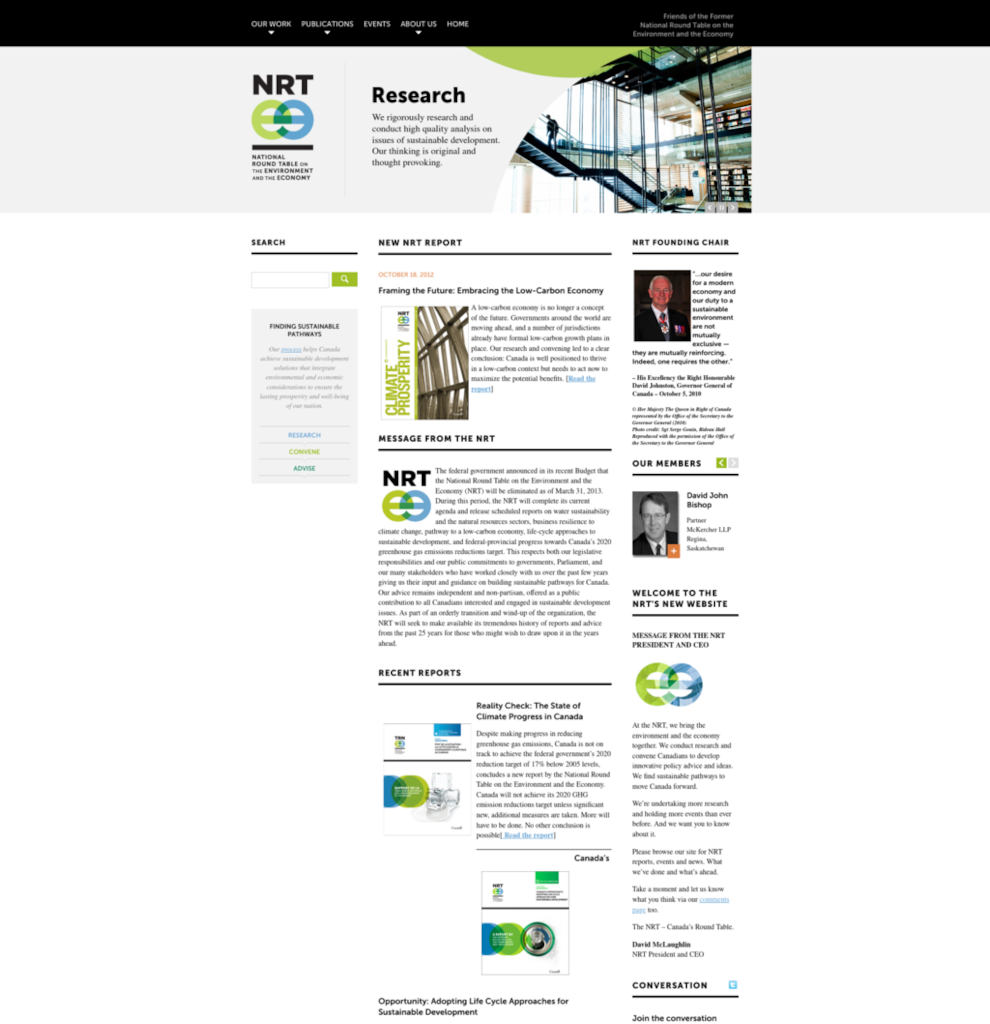 OUR WORK PUBLICATIONS EVENTS ABOUT US HOME
Friends of the Former
National Round Table on the
Environment and the Economy
NRT
NATIONAL
ROUND TABLE ON
THE ENVIRONMENT
AND THE ECONOMY
Research
We rigorously research and
conduct high quality analysis on
issues of sustainable development.
Our thinking is original and
thought provoking.
SEARCH
FINDING SUSTAINABLE
PATHWAYS
Our process helps Canada
achieve sustainable development
solutions that integrate
environmental and economic
considerations to ensure the
lasting prosperity and well-being
of our nation.
RESEARCH
CONVENE
ADVISE
NEW NRT REPORT
OCTOBER 18, 2012
Framing the Future: Embracing the Low-Carbon Economy
NRT
CLIMATE
PROSPERITY
A low-carbon economy is no longer a concept
of the future. Governments around the world are
moving ahead, and a number of jurisdictions
already have formal low-carbon growth plans in
place. Our research and convening led to a clear
conclusion: Canada is well positioned to thrive
in a low-carbon world but needs to act now to
maximize the potential benefits. [Read the
report]
MESSAGE FROM THE NRT
NRT
The federal government announced in its recent Budget that
the National Round Table on the Environment and the
Economy (NRT) will be eliminated as of March 31, 2013.
During this period, the NRT will complete its current
agenda and release scheduled reports on water sustainability
and the natural resources sectors, business resilience to
climate change, pathway to a low-carbon economy, life-cycle approaches to
sustainable development, and federal-provincial progress towards Canada's 2020
greenhouse gas emissions reductions target. This respects both our legislative
responsibilities and our public commitments to governments, Parliament, and
our many stakeholders who have worked closely with us over the past few years
giving us their input and guidance on building sustainable pathways for Canada.
Our advice remains independent and non-partisan, offered as a public
contribution to all Canadians interested and engaged in sustainable development
issues. As part of an orderly transition and wind-up of the organization, the
NRT will seek to make available its tremendous history of reports and advice
from the past 25 years for those who might wish to draw upon it in the years
ahead.
RECENT REPORTS
Reality Check: The State of
Climate Progress in Canada
TRN
Canada
Despite making progress in reducing
greenhouse gas emissions, Canada is not on
track to achieve the federal government's 2020
reduction target of 17% below 2005 levels,
concludes a new report by the National Round
Table on the Environment and the Economy.
Canada will not achieve its 2020 GHG
emission reductions target unless significant
new, additional measures are taken. More will
have to be done. No other conclusion is
possible[ Read the report]
Canada's
NRT
Canada
Opportunity: Adopting Life Cycle Approaches for
Sustainable Development
NRT FOUNDING CHAIR
"...our desire
for a modern
economy and
our duty to a
sustainable
environment
are not
mutually
exclusive —
they are mutually reinforcing.
Indeed, one requires the other."
– His Excellency the Right Honourable
David Johnston, Governor General of
Canada – October 5, 2010
© Her Majesty The Queen in Right of Canada
represented by the Office of the Secretary to the
Governor General (2010)
Photo credit: Sgt Serge Gouin, Rideau Hall
Reproduced with the permission of the Office of
the Secretary to the Governor General
OUR MEMBERS
David John
Bishop
Partner
McKercher LLP
Regina,
Saskatchewan
WELCOME TO THE
NRT'S NEW WEBSITE
MESSAGE FROM THE NRT
PRESIDENT AND CEO
At the NRT, we bring the
environment and the economy
together. We conduct research and
convene Canadians to develop
innovative policy advice and ideas.
We find sustainable pathways to
move Canada forward.
We're undertaking more research
and holding more events than ever
before. And we want you to know
about it.
Please browse our site for NRT
reports, events and news. What
we've done and what's ahead.
Take a moment and let us know
what you think via our comments
page too.
The NRT – Canada's Round Table.
David McLaughlin
NRT President and CEO
CONVERSATION
Join the conversation